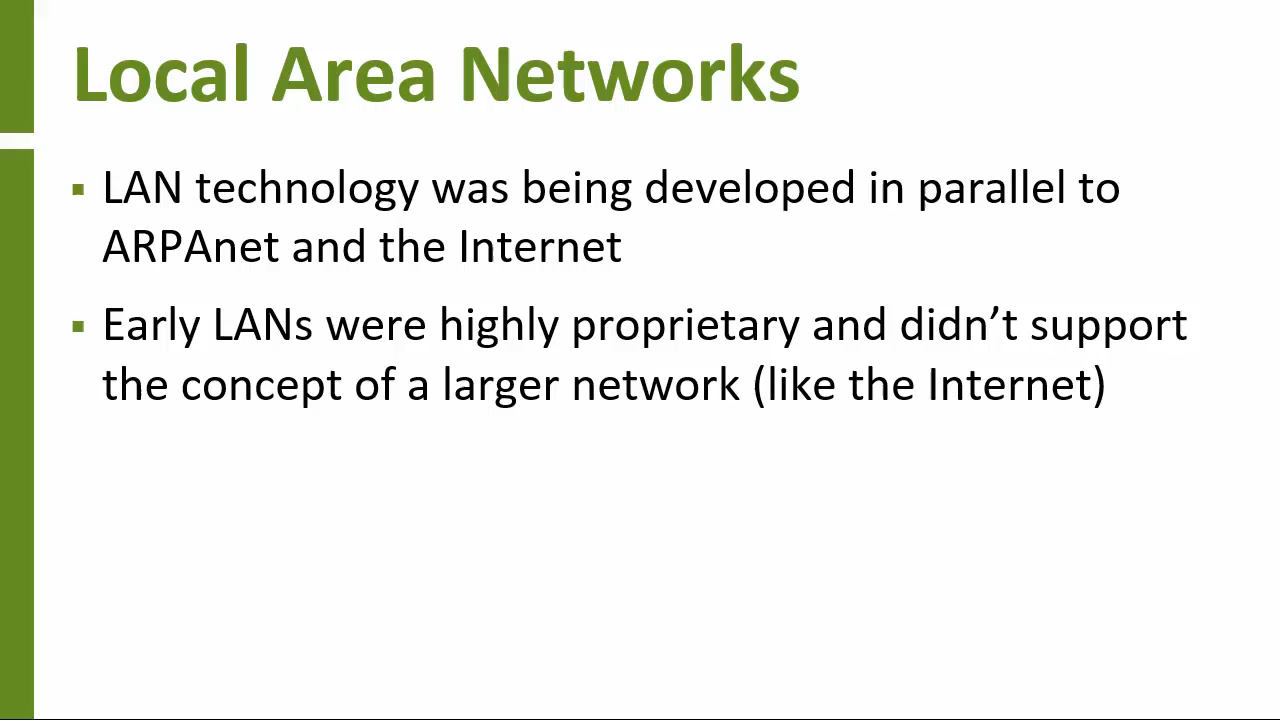 Local Area Networks
▪ LAN technology was being developed in parallel to
ARPAnet and the Internet
▪ Early LANs were highly proprietary and didn’t support
the concept of a larger network (like the Internet)